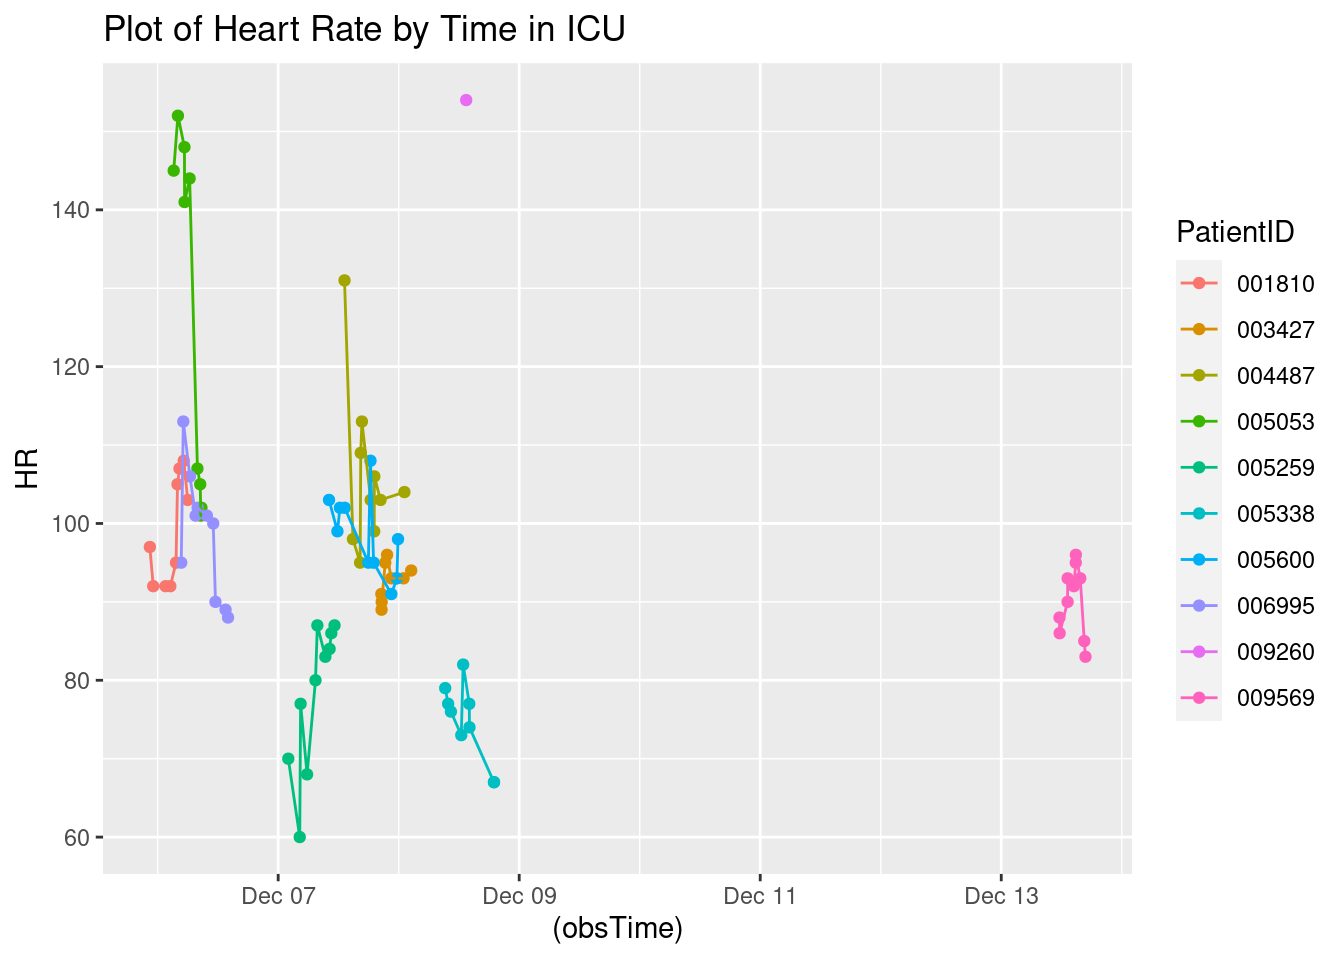 Plot of Heart Rate by Time in ICU
HR
140
120
100
80
60
Dec 07
Dec 09
Dec 11
Dec 13
(obsTime)
PatientID
001810
003427
004487
005053
005259
005338
005600
006995
009260
009569